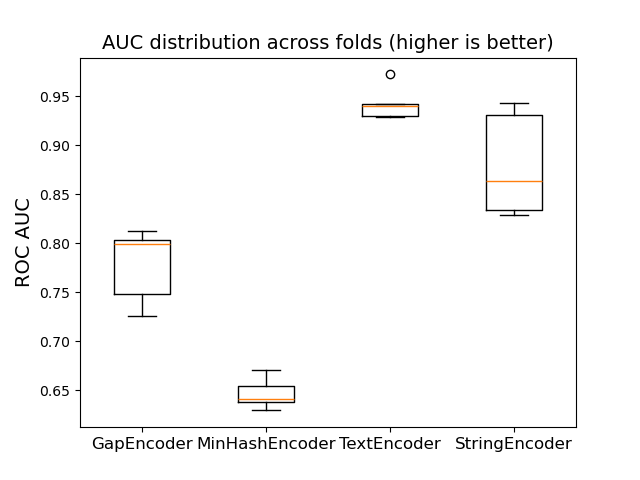 AUC distribution across folds (higher is better)
ROC AUC
0.95
0.90
0.85
0.80
0.75
0.70
0.65
GapEncoder MinHashEncoder TextEncoder StringEncoder